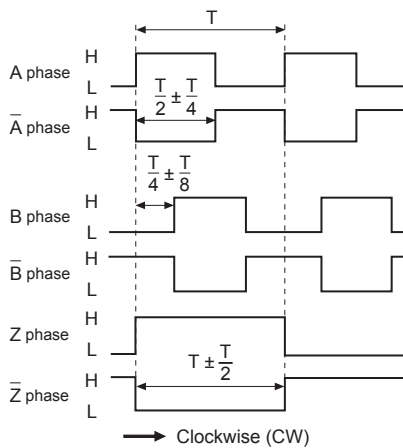 T
A phase H
L
A̅ phase H
L
T/2 ± T/4
T/4 ± T/8
B phase H
L
B̅ phase H
L
Z phase H
L
T ± T/2
Z̅ phase H
L
Clockwise (CW)